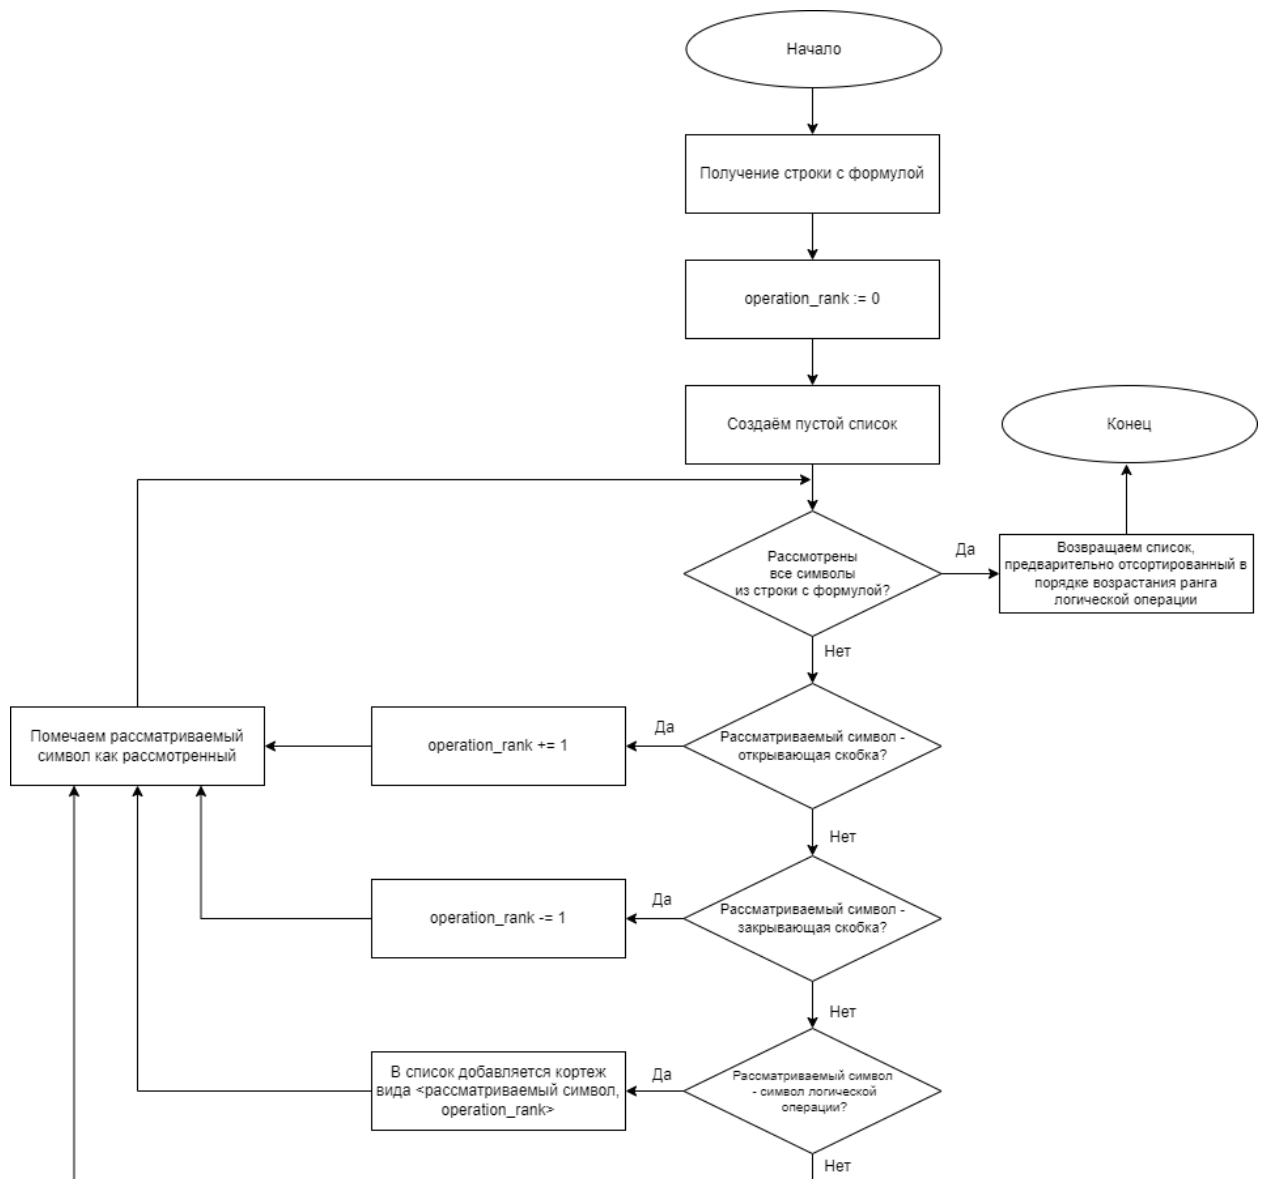 Начало
Получение строки с формулой
operation_rank := 0
Создаём пустой список
Конец
Рассмотрены
все символы
из строки с формулой?
Да
Возвращаем список,
предварительно отсортированный в
порядке возрастания ранга
логической операции
Нет
Помечаем рассматриваемый
символ как рассмотренный
operation_rank += 1
Да
Рассматриваемый символ -
открывающая скобка?
Нет
operation_rank -= 1
Да
Рассматриваемый символ -
закрывающая скобка?
Нет
В список добавляется кортеж
вида <рассматриваемый символ,
operation_rank>
Да
Рассматриваемый символ
- символ логической
операции?
Нет